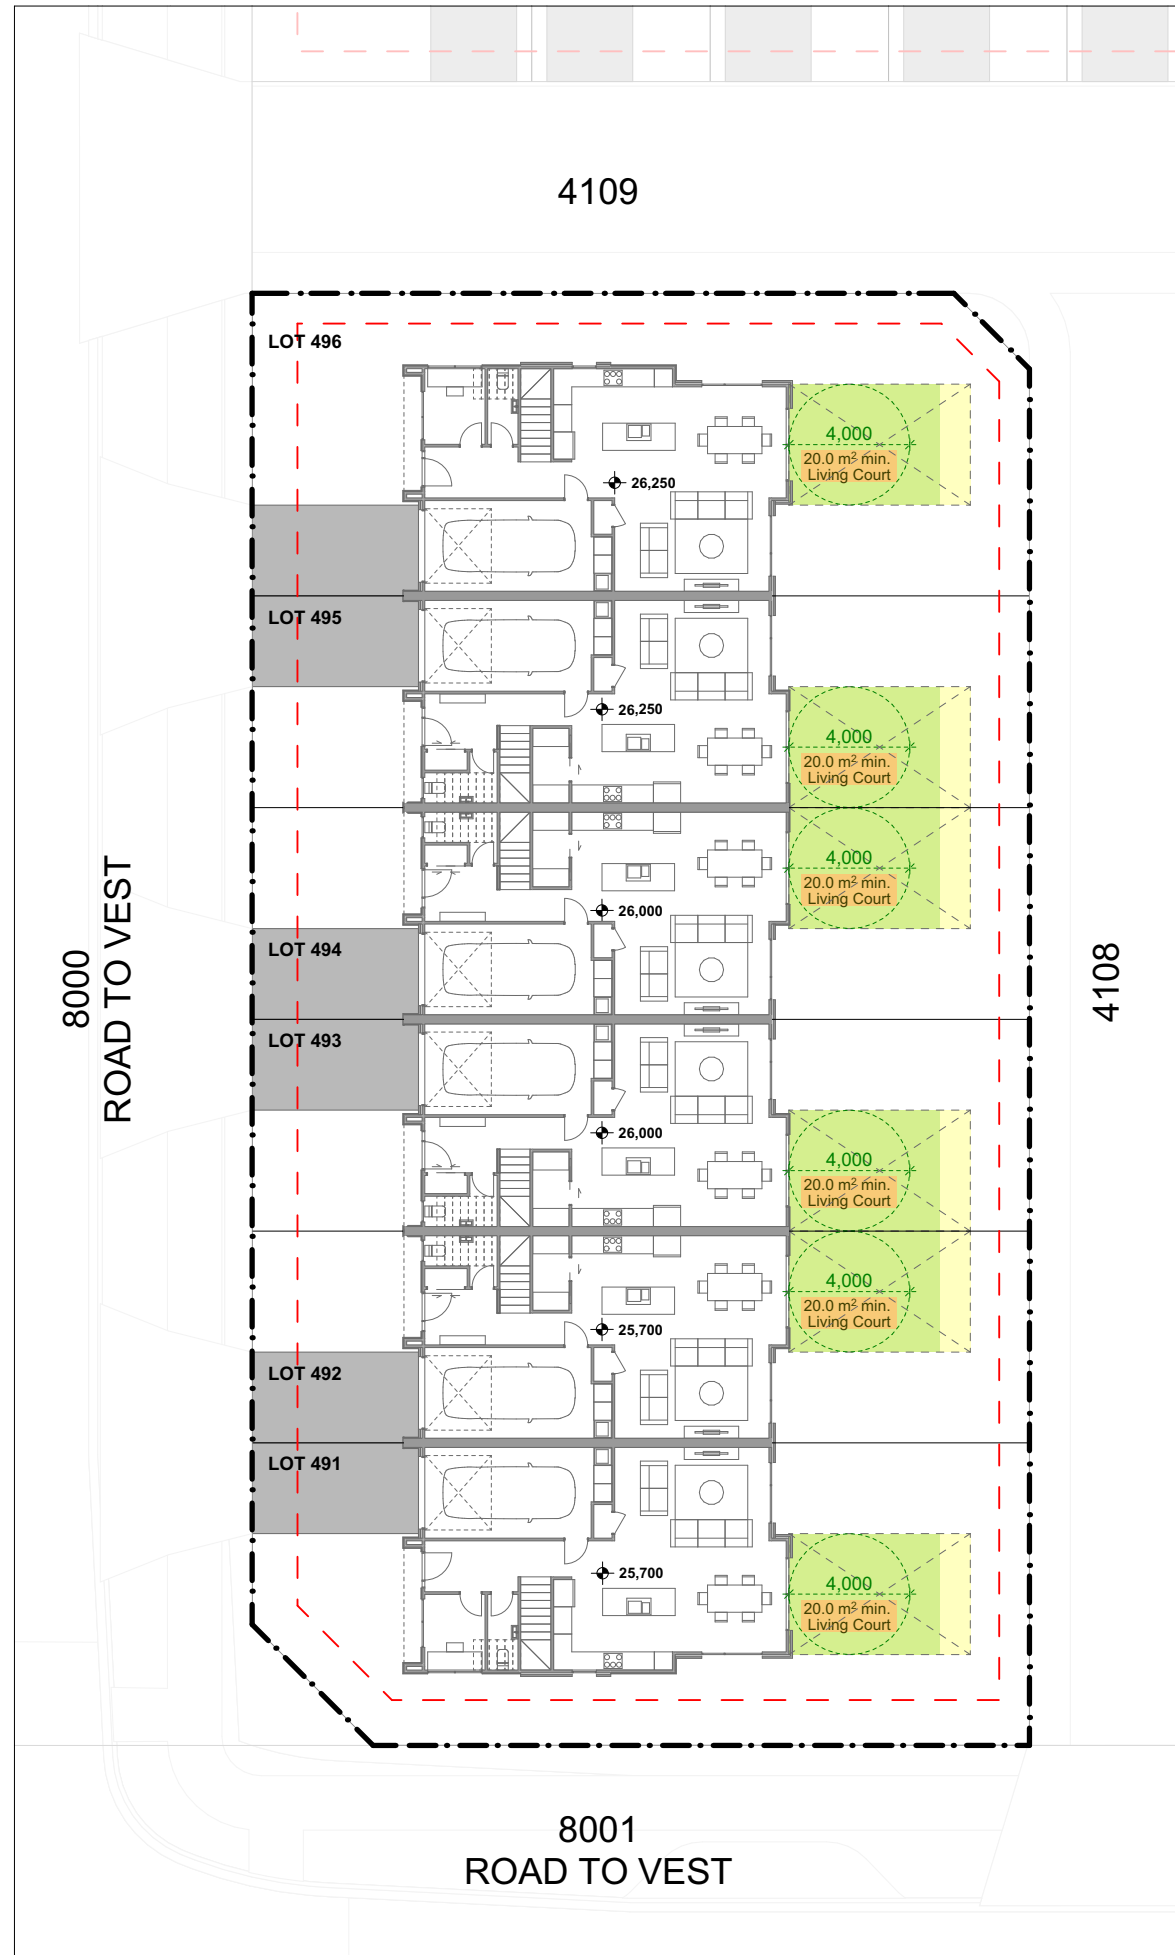 4109
LOT 496
4,000
20.0 m² min.
Living Court
26,250
LOT 495
26,250
4,000
20.0 m² min.
Living Court
4,000
20.0 m² min.
Living Court
26,000
LOT 494
8000
ROAD TO VEST
4108
LOT 493
26,000
4,000
20.0 m² min.
Living Court
4,000
20.0 m² min.
Living Court
25,700
LOT 492
LOT 491
25,700
4,000
20.0 m² min.
Living Court
8001
ROAD TO VEST